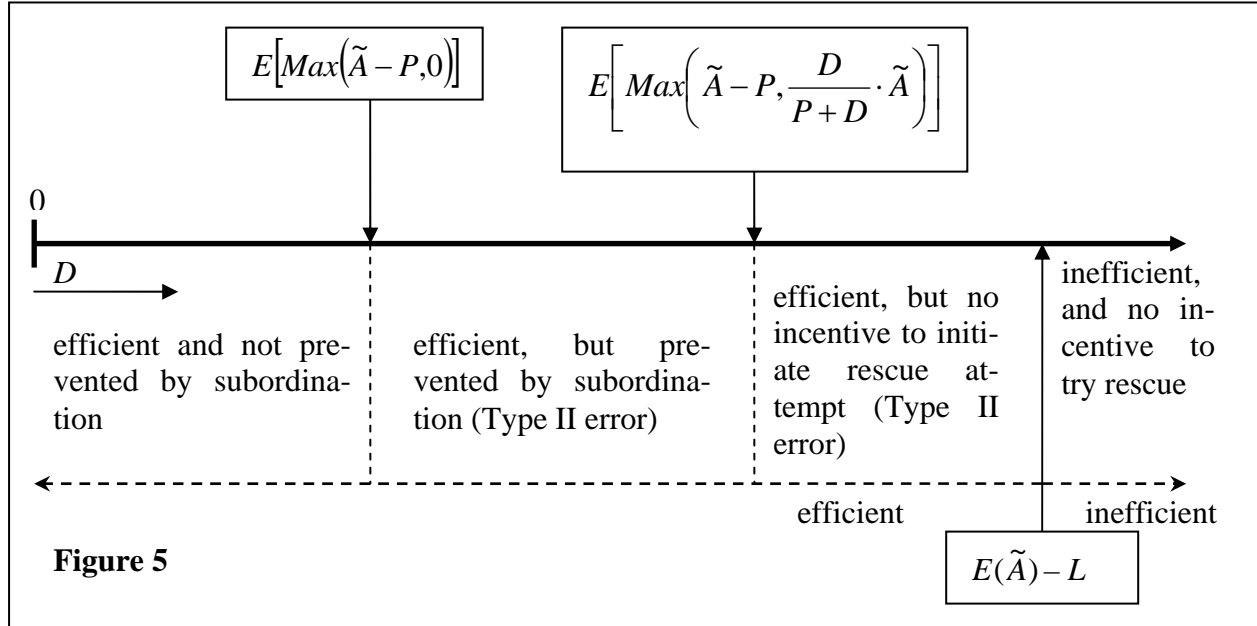 E[Max(Ã − P,0)]
E[Max(Ã − P, D/(P + D) · Ã)]
0
D
efficient and not pre-
vented by subordina-
tion
efficient, but pre-
vented by subordina-
tion (Type II error)
efficient, but no
incentive to initi-
ate rescue at-
tempt (Type II
error)
inefficient,
and no in-
centive to
try rescue
efficient
inefficient
Figure 5
E(Ã) − L